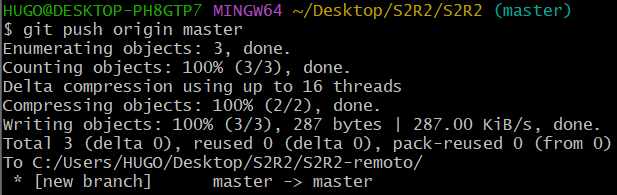 HUGO@DESKTOP-PH8GTP7 MINGW64 ~/Desktop/S2R2/S2R2 (master)
$ git push origin master
Enumerating objects: 3, done.
Counting objects: 100% (3/3), done.
Delta compression using up to 16 threads
Compressing objects: 100% (2/2), done.
Writing objects: 100% (3/3), 287 bytes | 287.00 KiB/s, done.
Total 3 (delta 0), reused 0 (delta 0), pack-reused 0 (from 0)
To C:/Users/HUGO/Desktop/S2R2/S2R2-remoto/
 * [new branch]      master -> master